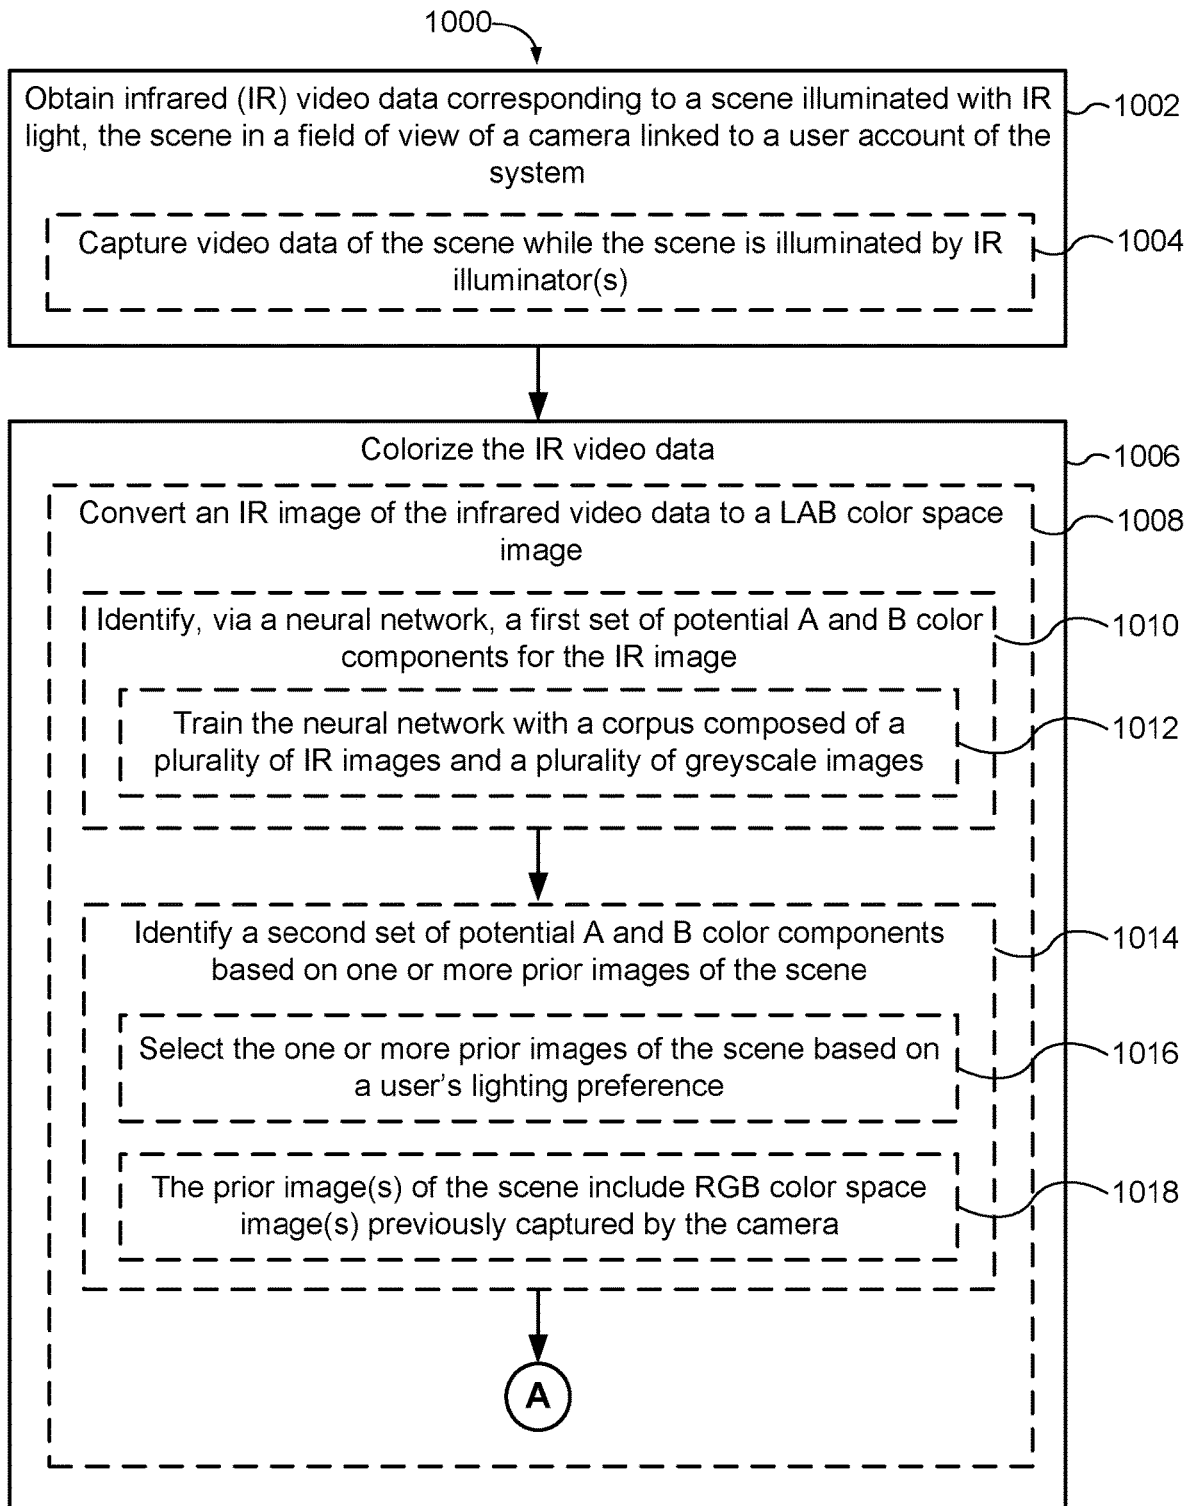 1000
Obtain infrared (IR) video data corresponding to a scene illuminated with IR
light, the scene in a field of view of a camera linked to a user account of the
system
1002
Capture video data of the scene while the scene is illuminated by IR
illuminator(s)
1004
Colorize the IR video data
1006
Convert an IR image of the infrared video data to a LAB color space
image
1008
Identify, via a neural network, a first set of potential A and B color
components for the IR image
1010
Train the neural network with a corpus composed of a
plurality of IR images and a plurality of greyscale images
1012
Identify a second set of potential A and B color components
based on one or more prior images of the scene
1014
Select the one or more prior images of the scene based on
a user's lighting preference
1016
The prior image(s) of the scene include RGB color space
image(s) previously captured by the camera
1018
A